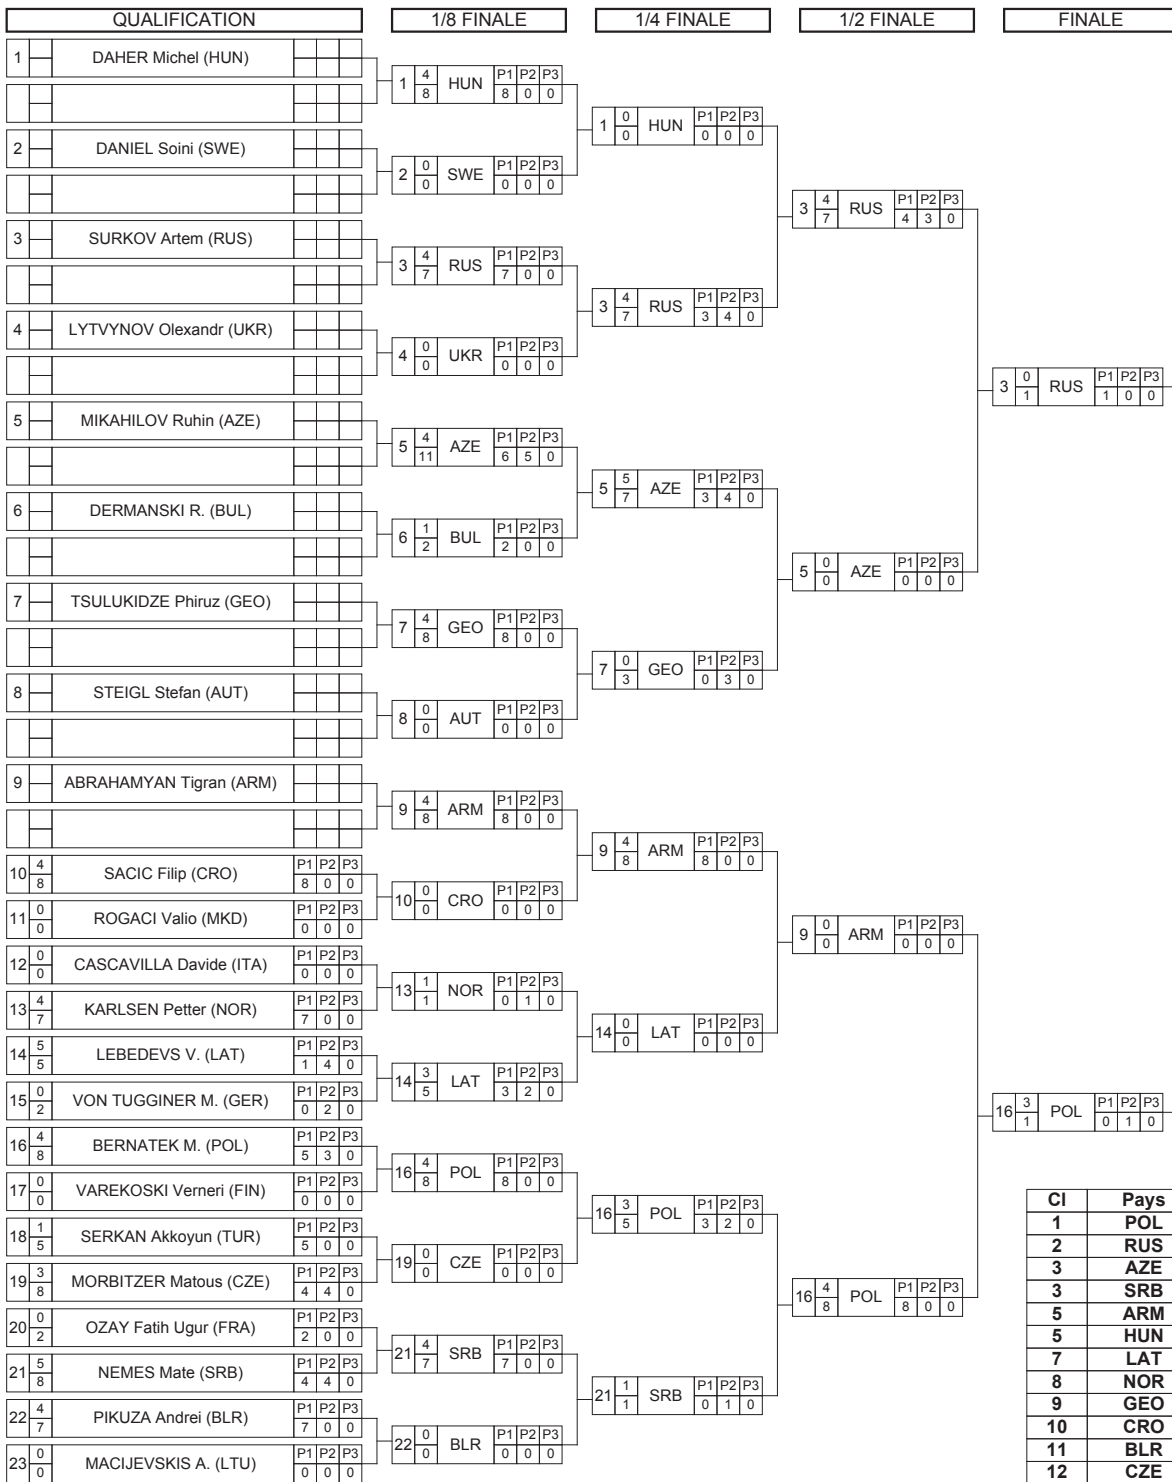 QUALIFICATION
1/8 FINALE
1/4 FINALE
1/2 FINALE
FINALE
1 DAHER Michel (HUN)
2 DANIEL Soini (SWE)
3 SURKOV Artem (RUS)
4 LYTVYNOV Olexandr (UKR)
5 MIKAHILOV Ruhin (AZE)
6 DERMANSKI R. (BUL)
7 TSULUKIDZE Phiruz (GEO)
8 STEIGL Stefan (AUT)
9 ABRAHAMYAN Tigran (ARM)
10 4 8 SACIC Filip (CRO) P1 P2 P3 8 0 0
11 0 0 ROGACI Valio (MKD) P1 P2 P3 0 0 0
12 0 0 CASCAVILLA Davide (ITA) P1 P2 P3 0 0 0
13 4 7 KARLSEN Petter (NOR) P1 P2 P3 7 0 0
14 5 5 LEBEDEVS V. (LAT) P1 P2 P3 1 4 0
15 0 2 VON TUGGINER M. (GER) P1 P2 P3 0 2 0
16 4 8 BERNATEK M. (POL) P1 P2 P3 5 3 0
17 0 0 VAREKOSKI Verneri (FIN) P1 P2 P3 0 0 0
18 1 5 SERKAN Akkoyun (TUR) P1 P2 P3 5 0 0
19 3 8 MORBITZER Matous (CZE) P1 P2 P3 4 4 0
20 0 2 OZAY Fatih Ugur (FRA) P1 P2 P3 2 0 0
21 5 8 NEMES Mate (SRB) P1 P2 P3 4 4 0
22 4 7 PIKUZA Andrei (BLR) P1 P2 P3 7 0 0
23 0 0 MACIJEVSKIS A. (LTU) P1 P2 P3 0 0 0
1 4 8 HUN P1 P2 P3 8 0 0
2 0 0 SWE P1 P2 P3 0 0 0
3 4 7 RUS P1 P2 P3 7 0 0
4 0 0 UKR P1 P2 P3 0 0 0
5 4 11 AZE P1 P2 P3 6 5 0
6 1 2 BUL P1 P2 P3 2 0 0
7 4 8 GEO P1 P2 P3 8 0 0
8 0 0 AUT P1 P2 P3 0 0 0
9 4 8 ARM P1 P2 P3 8 0 0
10 0 0 CRO P1 P2 P3 0 0 0
13 1 1 NOR P1 P2 P3 0 1 0
14 3 5 LAT P1 P2 P3 3 2 0
16 4 8 POL P1 P2 P3 8 0 0
19 0 0 CZE P1 P2 P3 0 0 0
21 4 7 SRB P1 P2 P3 7 0 0
22 0 0 BLR P1 P2 P3 0 0 0
1 0 0 HUN P1 P2 P3 0 0 0
3 4 7 RUS P1 P2 P3 3 4 0
5 5 7 AZE P1 P2 P3 3 4 0
7 0 3 GEO P1 P2 P3 0 3 0
9 4 8 ARM P1 P2 P3 8 0 0
14 0 0 LAT P1 P2 P3 0 0 0
16 3 5 POL P1 P2 P3 3 2 0
21 1 1 SRB P1 P2 P3 0 1 0
3 4 7 RUS P1 P2 P3 4 3 0
5 0 0 AZE P1 P2 P3 0 0 0
9 0 0 ARM P1 P2 P3 0 0 0
16 4 8 POL P1 P2 P3 8 0 0
3 0 1 RUS P1 P2 P3 1 0 0
16 3 1 POL P1 P2 P3 0 1 0
Cl Pays
1 POL
2 RUS
3 AZE
3 SRB
5 ARM
5 HUN
7 LAT
8 NOR
9 GEO
10 CRO
11 BLR
12 CZE